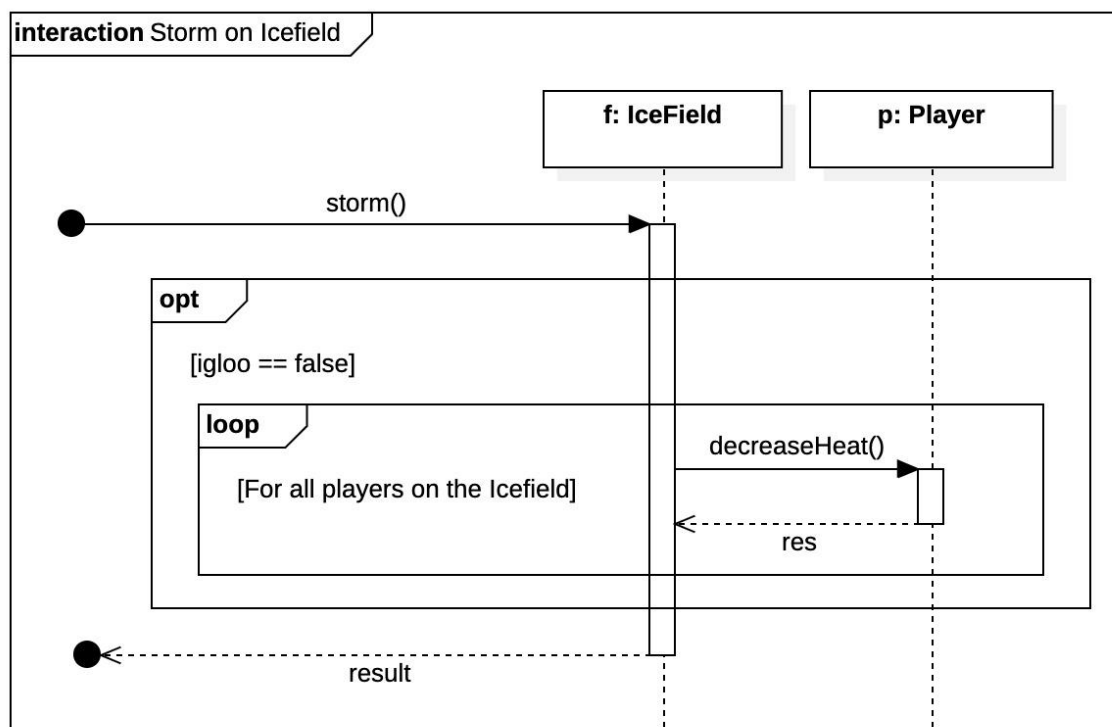 interaction Storm on Icefield
f: IceField
p: Player
storm()
opt
[igloo == false]
loop
decreaseHeat()
[For all players on the Icefield]
res
result